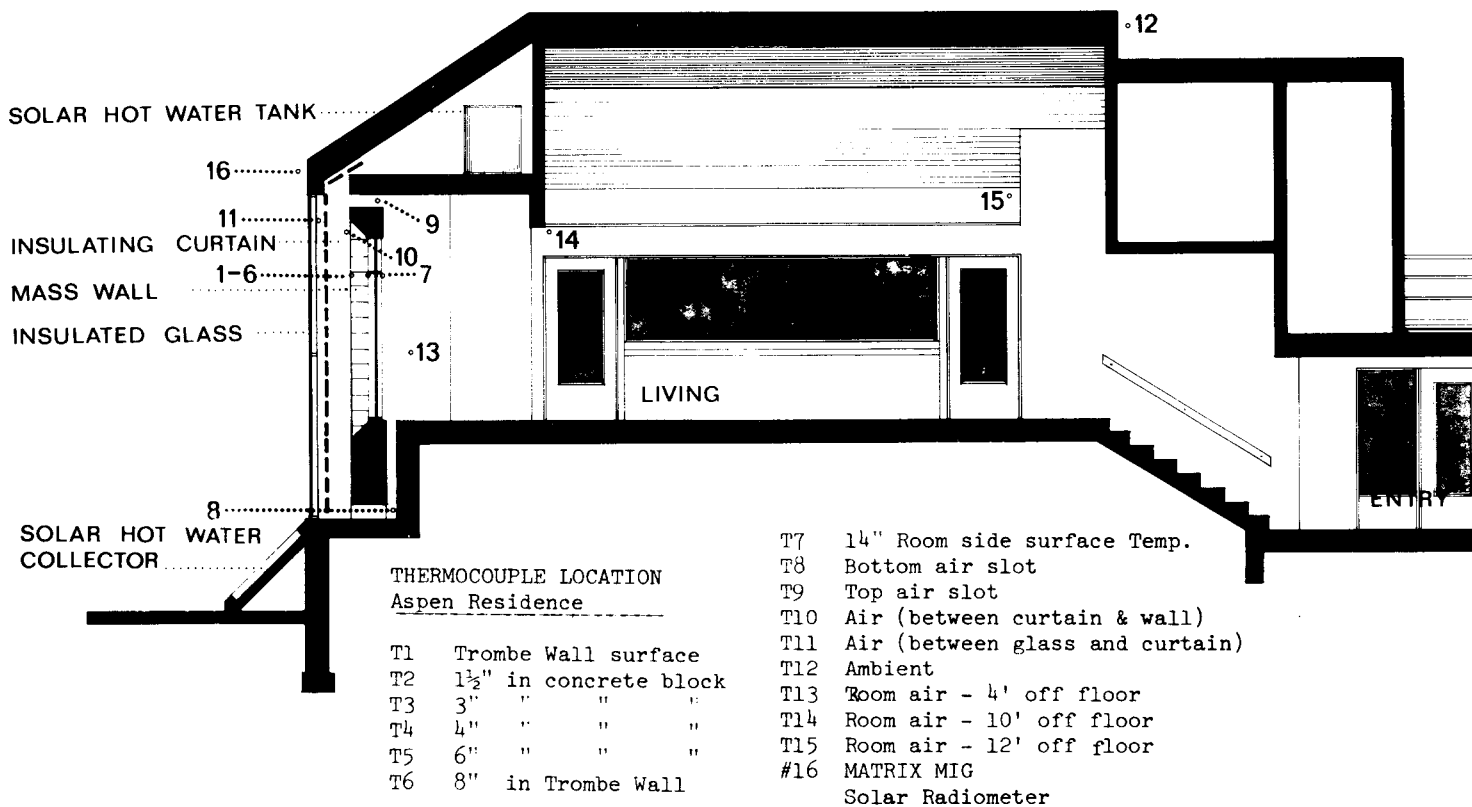 12
SOLAR HOT WATER TANK
16
11
9
15
INSULATING CURTAIN
10
14
1-6
7
MASS WALL
INSULATED GLASS
13
LIVING
8
ENTRY
SOLAR HOT WATER
COLLECTOR
THERMOCOUPLE LOCATION
Aspen Residence
T1 Trombe Wall surface
T2 1½" in concrete block
T3 3" " " "
T4 4" " " "
T5 6" " " "
T6 8" in Trombe Wall
T7 14" Room side surface Temp.
T8 Bottom air slot
T9 Top air slot
T10 Air (between curtain & wall)
T11 Air (between glass and curtain)
T12 Ambient
T13 Room air - 4' off floor
T14 Room air - 10' off floor
T15 Room air - 12' off floor
#16 MATRIX MIG
Solar Radiometer